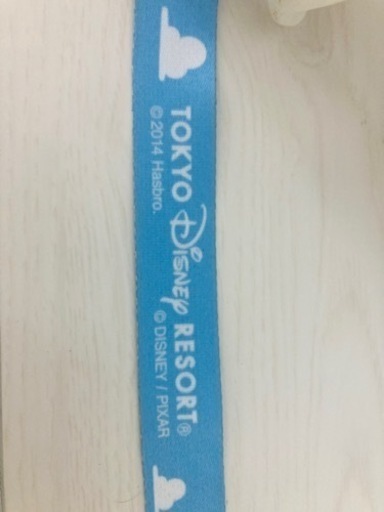 TOKYO DISNEY RESORT®
© 2014 Hasbro. © DISNEY / PIXAR